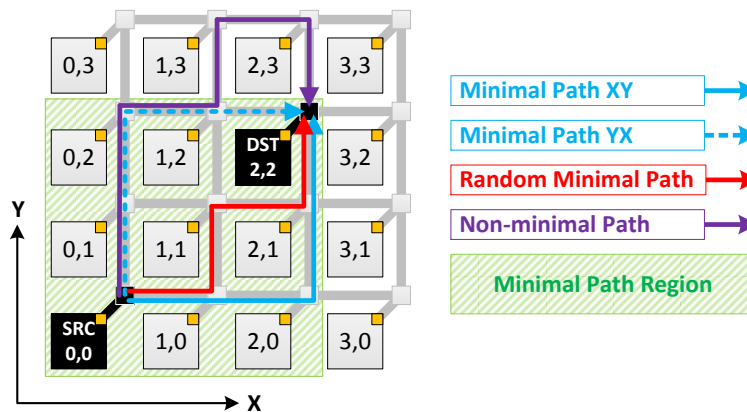 0,3 1,3 2,3 3,3
0,2 1,2 DST 2,2 3,2
0,1 1,1 2,1 3,1
SRC 0,0 1,0 2,0 3,0
Y
X
Minimal Path XY
Minimal Path YX
Random Minimal Path
Non-minimal Path
Minimal Path Region